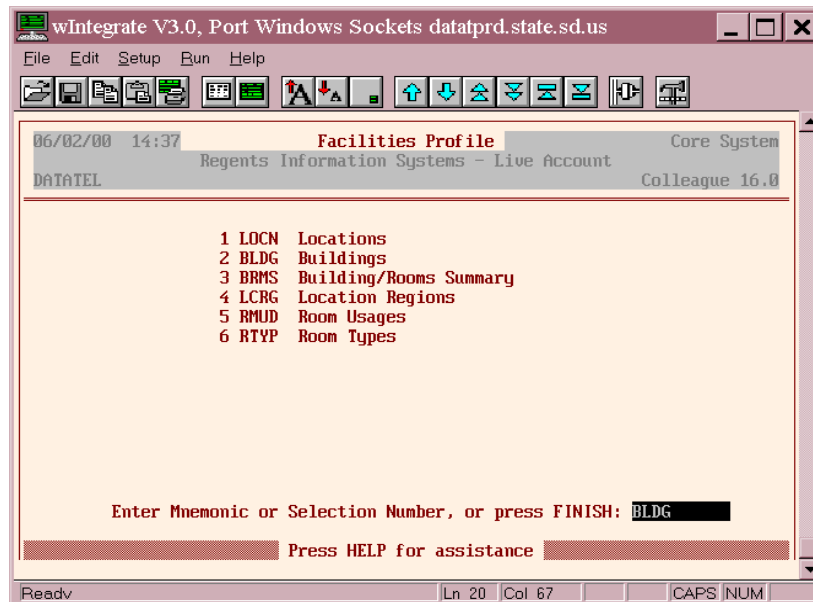 wIntegrate V3.0, Port Windows Sockets datatprd.state.sd.us
File Edit Setup Run Help
06/02/00 14:37 Facilities Profile Core System
Regents Information Systems - Live Account
DATATEL Colleague 16.0
1 LOCN Locations
2 BLDG Buildings
3 BRMS Building/Rooms Summary
4 LCRG Location Regions
5 RMUD Room Usages
6 RTYP Room Types
Enter Mnemonic or Selection Number, or press FINISH: BLDG
Press HELP for assistance
Ready Ln 20 Col 67 CAPS NUM